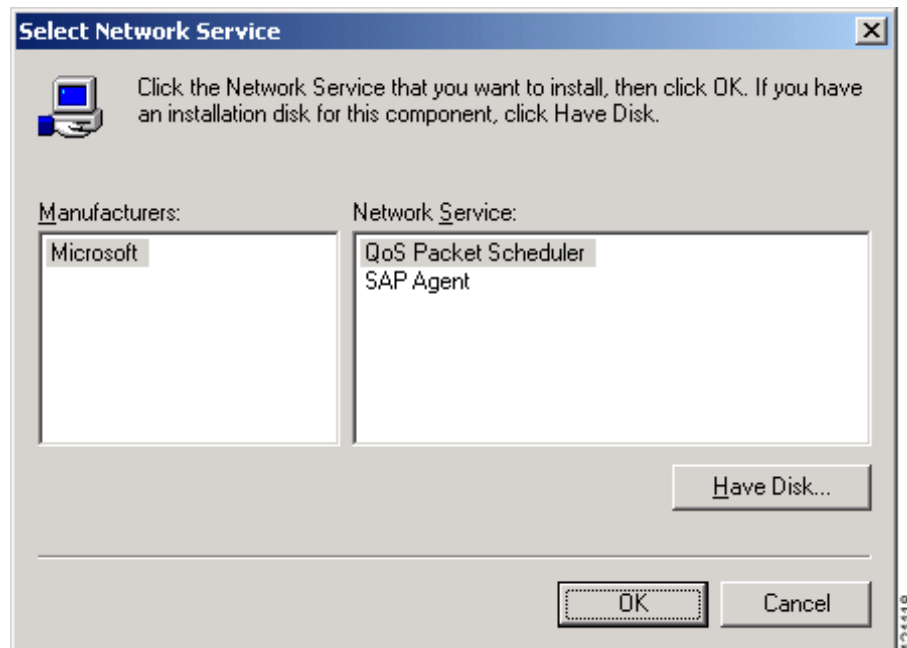 Select Network Service
Click the Network Service that you want to install, then click OK. If you have
an installation disk for this component, click Have Disk.
Manufacturers:
Microsoft
Network Service:
QoS Packet Scheduler
SAP Agent
Have Disk...
OK
Cancel